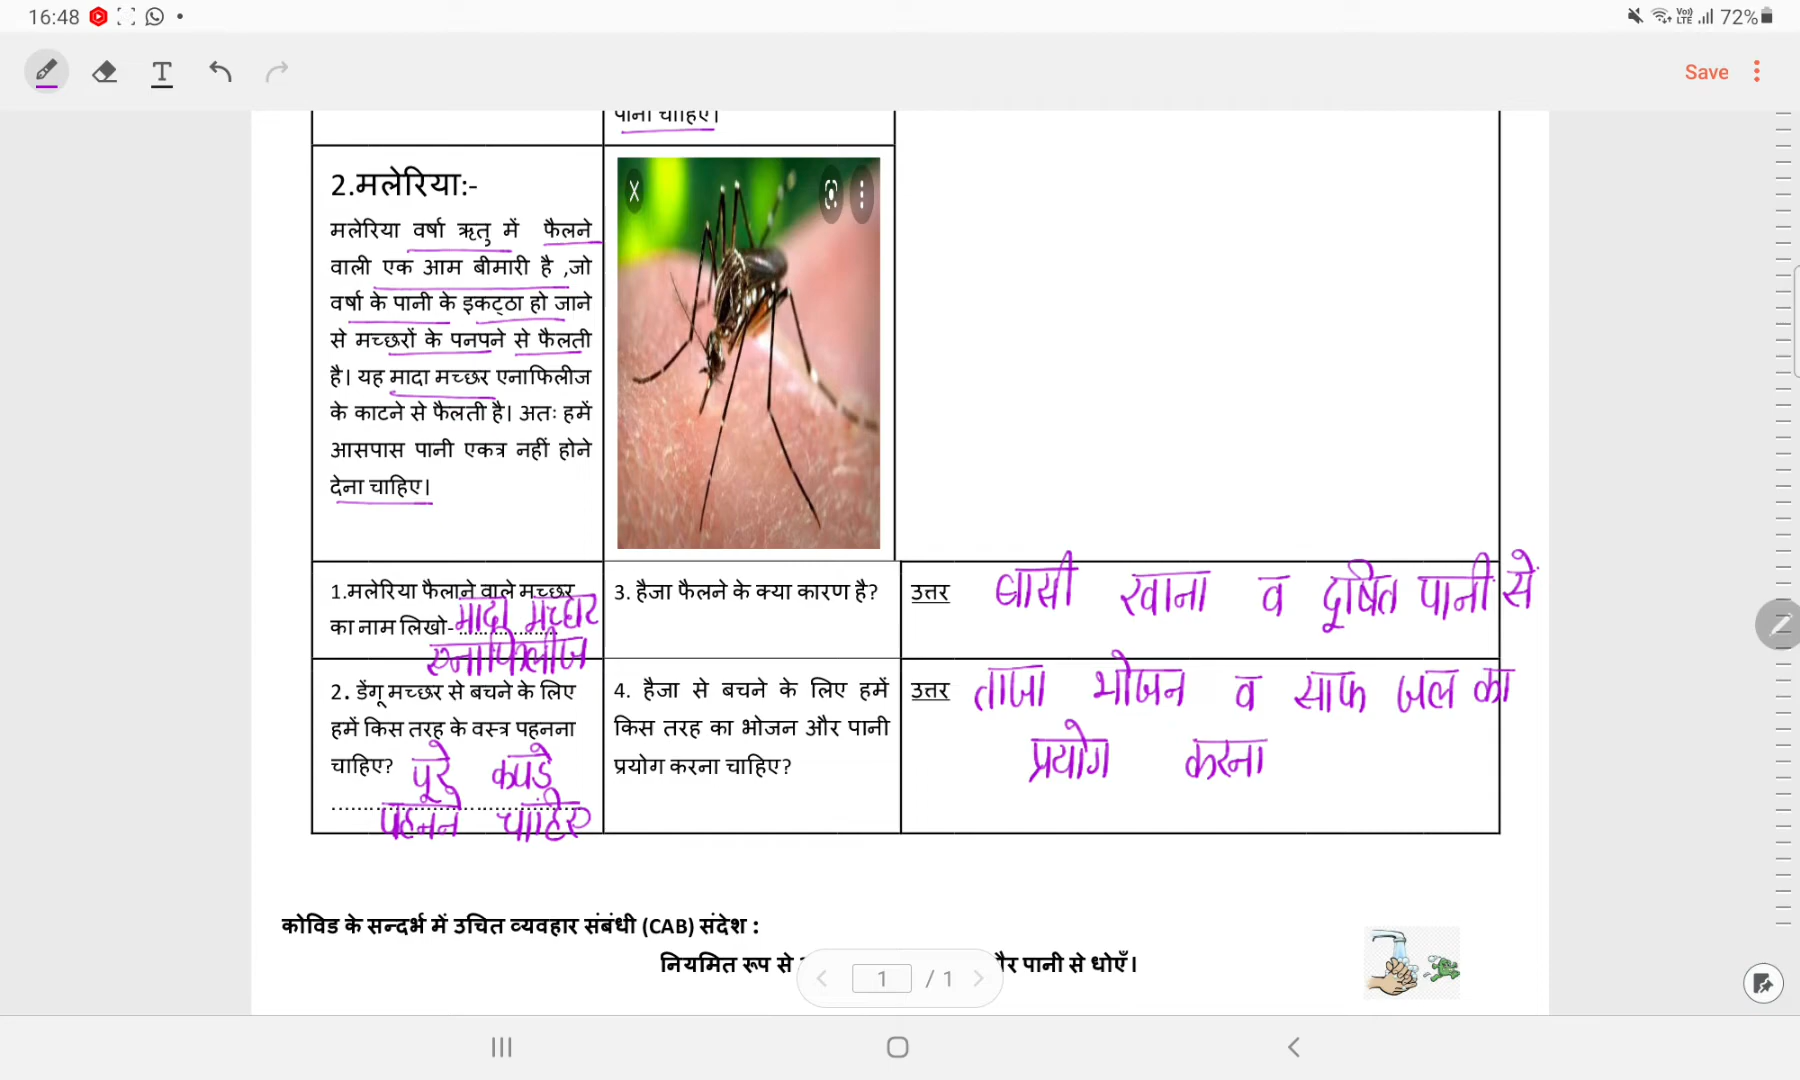 16:48
72%
Save
पानी चाहिए।
2.मलेरिया:-
मलेरिया वर्षा ऋतु में फैलने
वाली एक आम बीमारी है ,जो
वर्षा के पानी के इकट्ठा हो जाने
से मच्छरों के पनपने से फैलती
है। यह मादा मच्छर एनाफिलीज
के काटने से फैलती है। अतः हमें
आसपास पानी एकत्र नहीं होने
देना चाहिए।
1.मलेरिया फैलाने वाले मच्छर
का नाम लिखो- मादा मच्छर
एनाफिलीज
3. हैजा फैलने के क्या कारण है?
उत्तर बासी खाना व दूषित पानी से
2. डेंगू मच्छर से बचने के लिए
हमें किस तरह के वस्त्र पहनना
चाहिए? पूरे कपडे
पहनने चाहिए
4. हैजा से बचने के लिए हमें
किस तरह का भोजन और पानी
प्रयोग करना चाहिए?
उत्तर ताजा भोजन व साफ जल का
प्रयोग करना
कोविड के सन्दर्भ में उचित व्यवहार संबंधी (CAB) संदेश :
नियमित रूप से पानी से धोएँ।
1 / 1